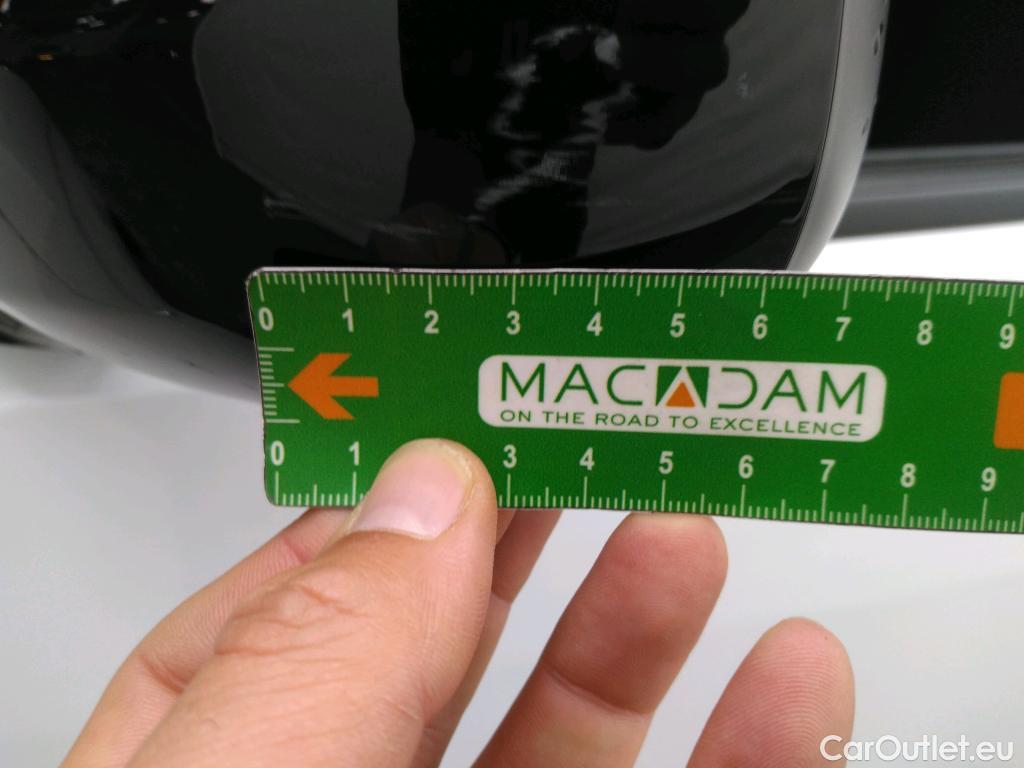 0 1 2 3 4 5 6 7 8 9
MACADAM
ON THE ROAD TO EXCELLENCE
0 1 3 4 5 6 7 8 9
CarOutlet.eu